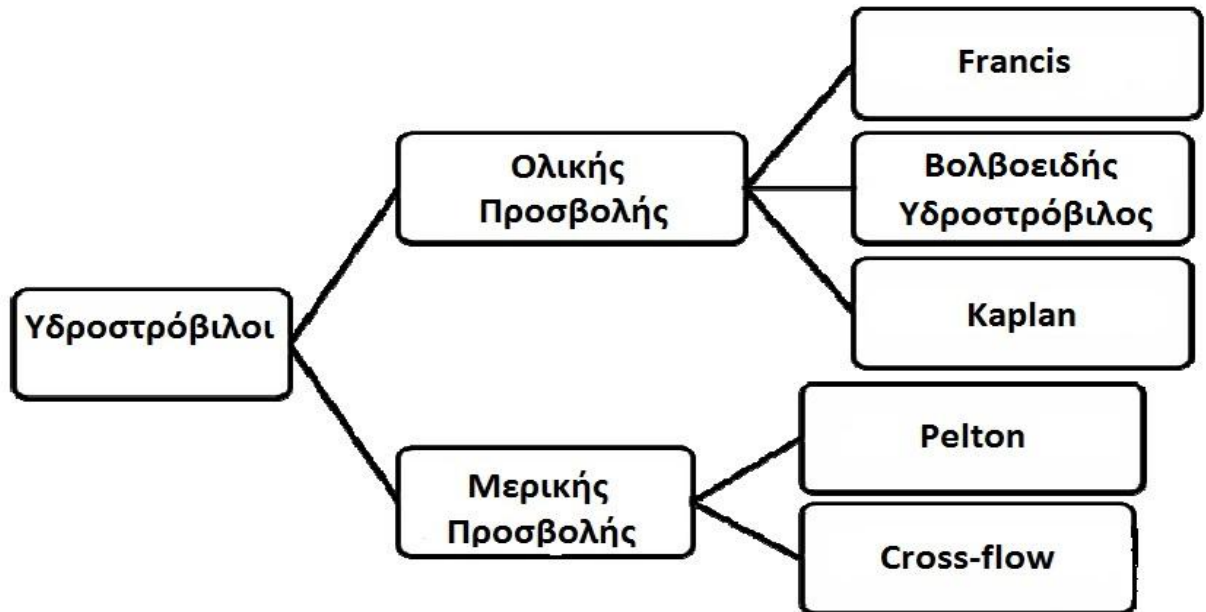 Υδροστρόβιλοι
Ολικής
Προσβολής
Francis
Βολβοειδής
Υδροστρόβιλος
Kaplan
Μερικής
Προσβολής
Pelton
Cross-flow